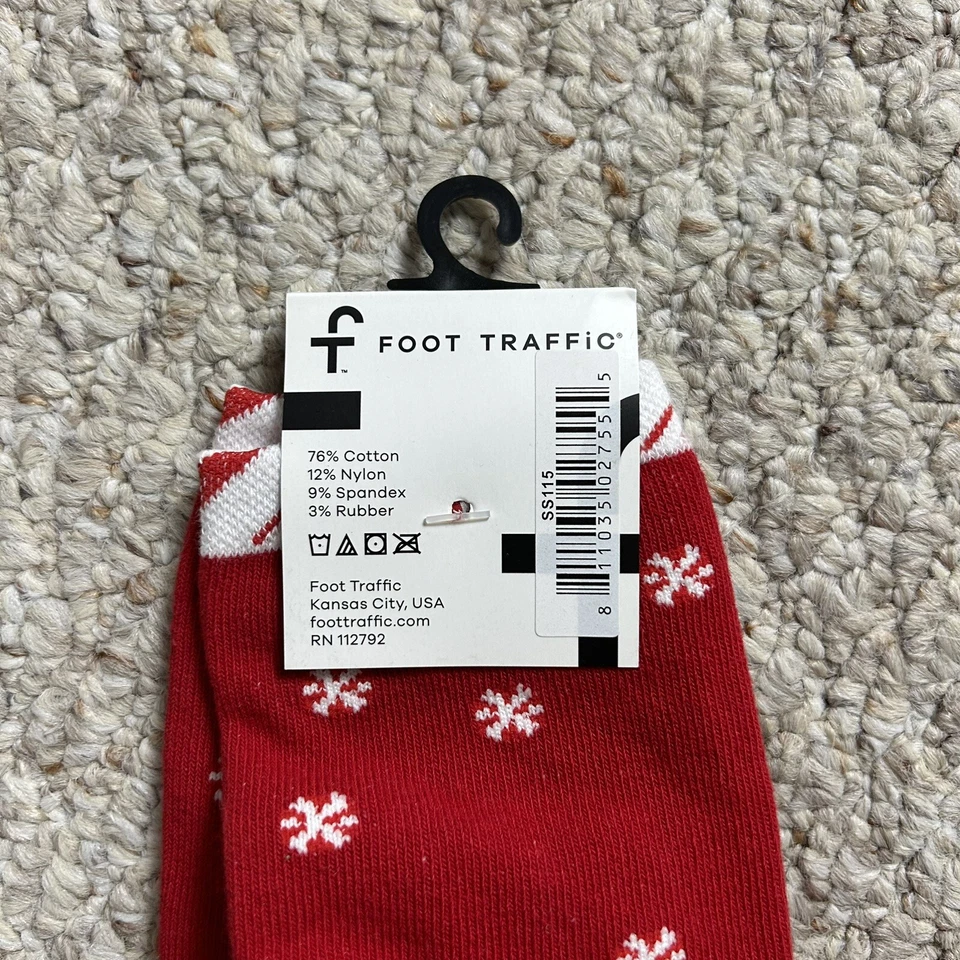 FOOT TRAFFiC®
™
76% Cotton
12% Nylon
9% Spandex
3% Rubber
Foot Traffic
Kansas City, USA
foottraffic.com
RN 112792
SS115
8 11035 02755 5